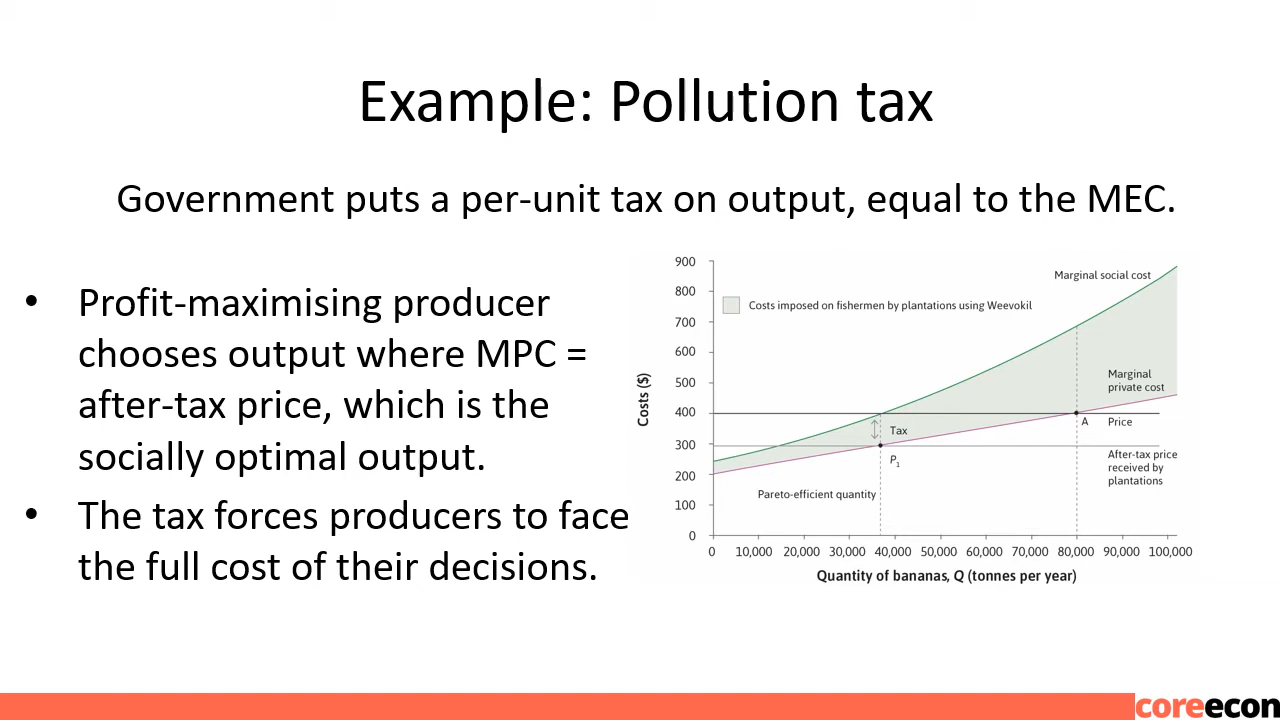 Example: Pollution tax
Government puts a per-unit tax on output, equal to the MEC.
• Profit-maximising producer
chooses output where MPC =
after-tax price, which is the
socially optimal output.
• The tax forces producers to face
the full cost of their decisions.
900
800
700
600
500
400
300
200
100
0
Costs ($)
Marginal social cost
Costs imposed on fishermen by plantations using Weevokil
Marginal
private cost
A
Price
Tax
P1
After-tax price
received by
plantations
Pareto-efficient quantity
0 10,000 20,000 30,000 40,000 50,000 60,000 70,000 80,000 90,000 100,000
Quantity of bananas, Q (tonnes per year)
coreecon